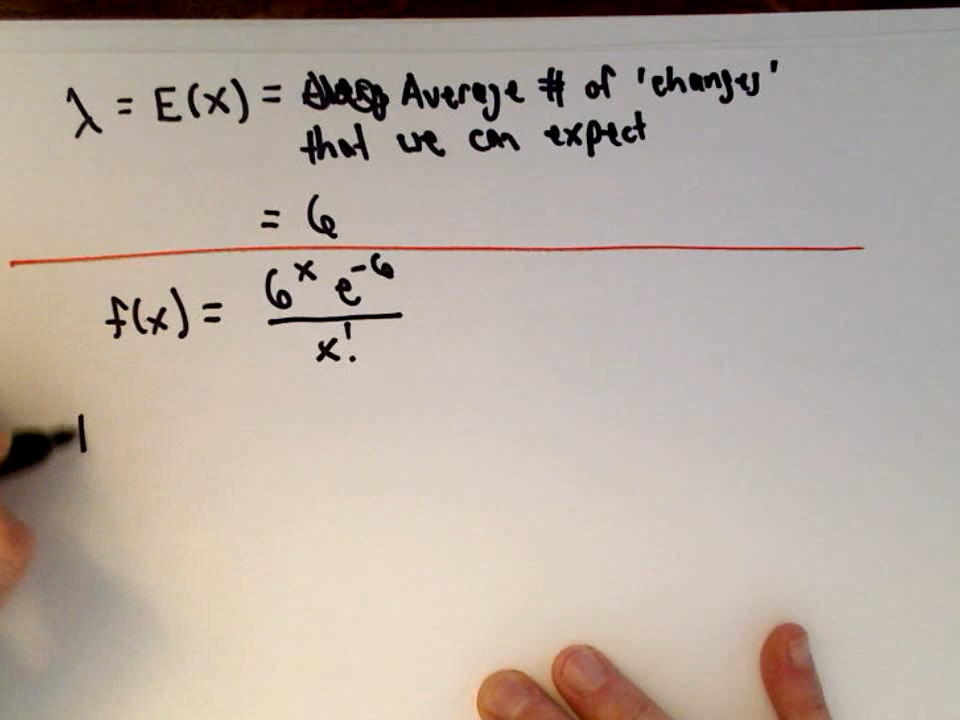 λ = E(x) = Average # of 'changes'
that we can expect
= 6
f(x) = 6^x e^-6 / x!